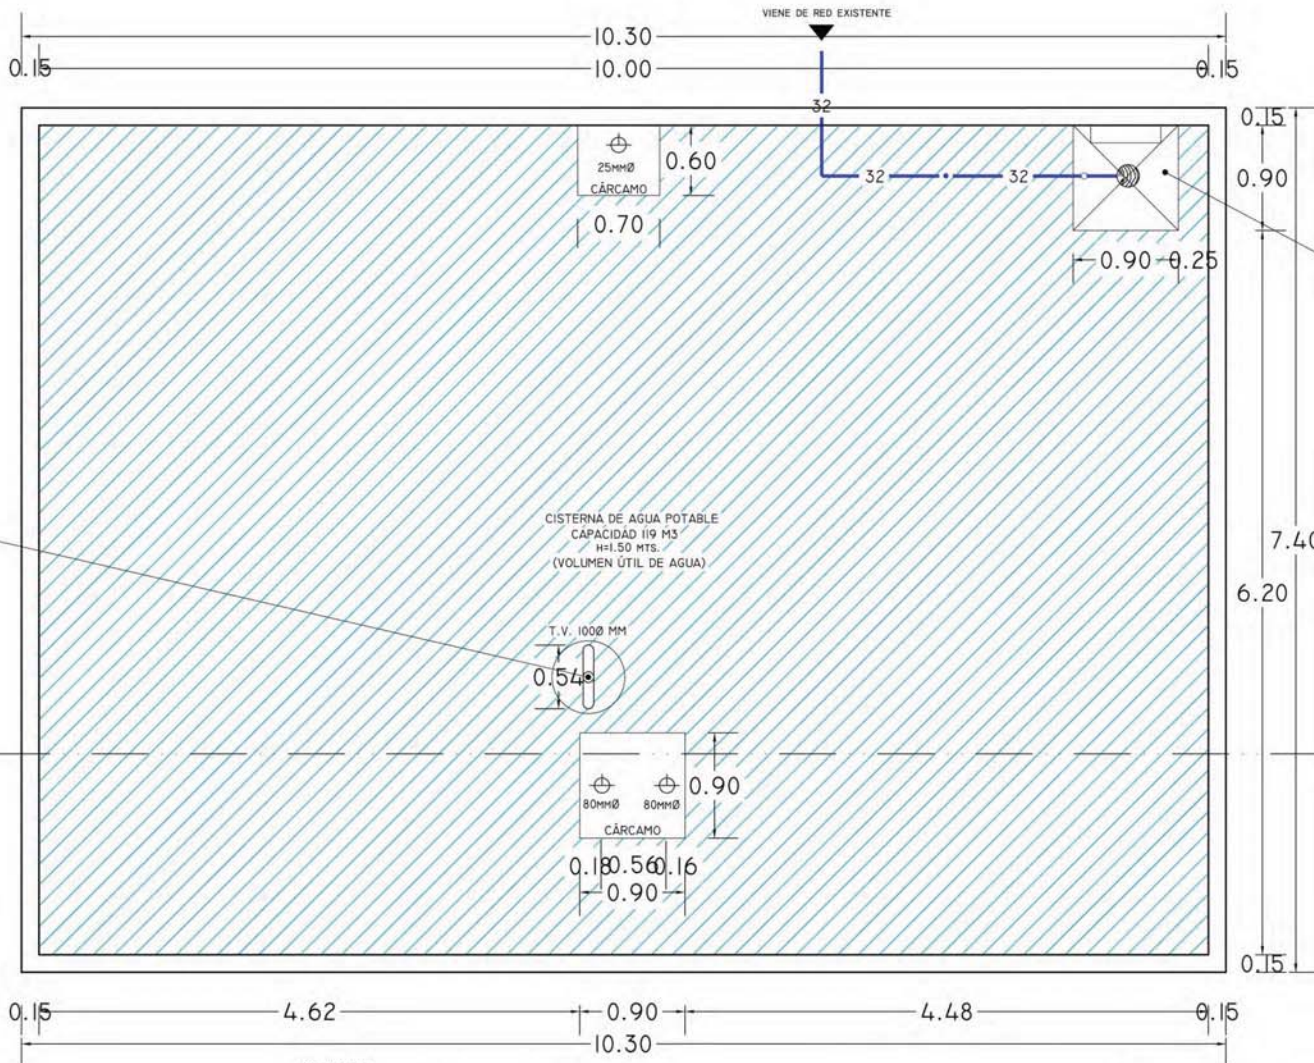 VIENE DE RED EXISTENTE
10.30
0.15 10.00 0.15
32
0.15
25MMØ
CÁRCAMO
0.60
32 32
0.90
0.70
0.90 0.25
CISTERNA DE AGUA POTABLE
CAPACIDAD 119 M3
H=1.50 MTS.
(VOLUMEN ÚTIL DE AGUA)
7.40
6.20
T.V. 100Ø MM
0.54
80MMØ 80MMØ
CÁRCAMO
0.90
0.18 0.56 0.16
0.90
0.15
0.15 4.62 0.90 4.48 0.15
10.30